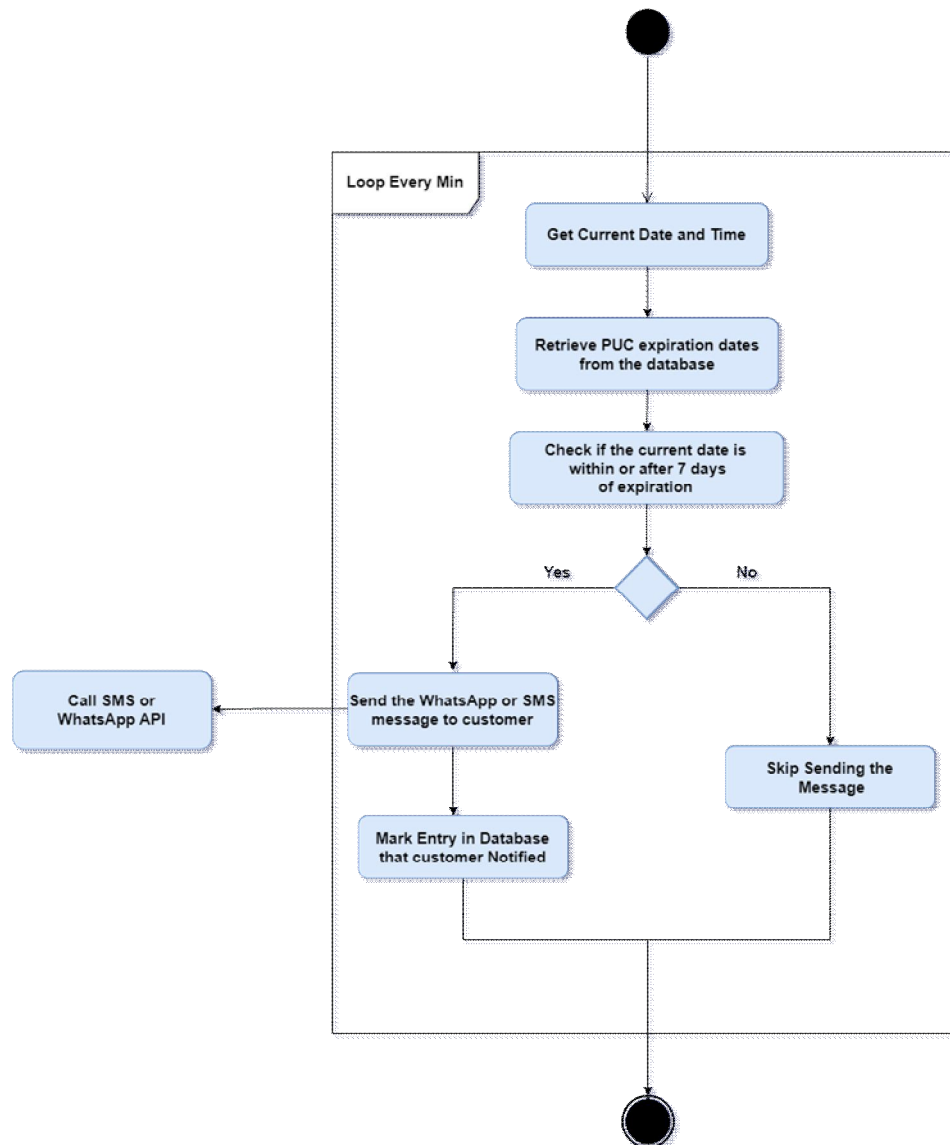 Loop Every Min
Get Current Date and Time
Retrieve PUC expiration dates
from the database
Check if the current date is
within or after 7 days
of expiration
Yes
No
Call SMS or
WhatsApp API
Send the WhatsApp or SMS
message to customer
Skip Sending the
Message
Mark Entry in Database
that customer Notified